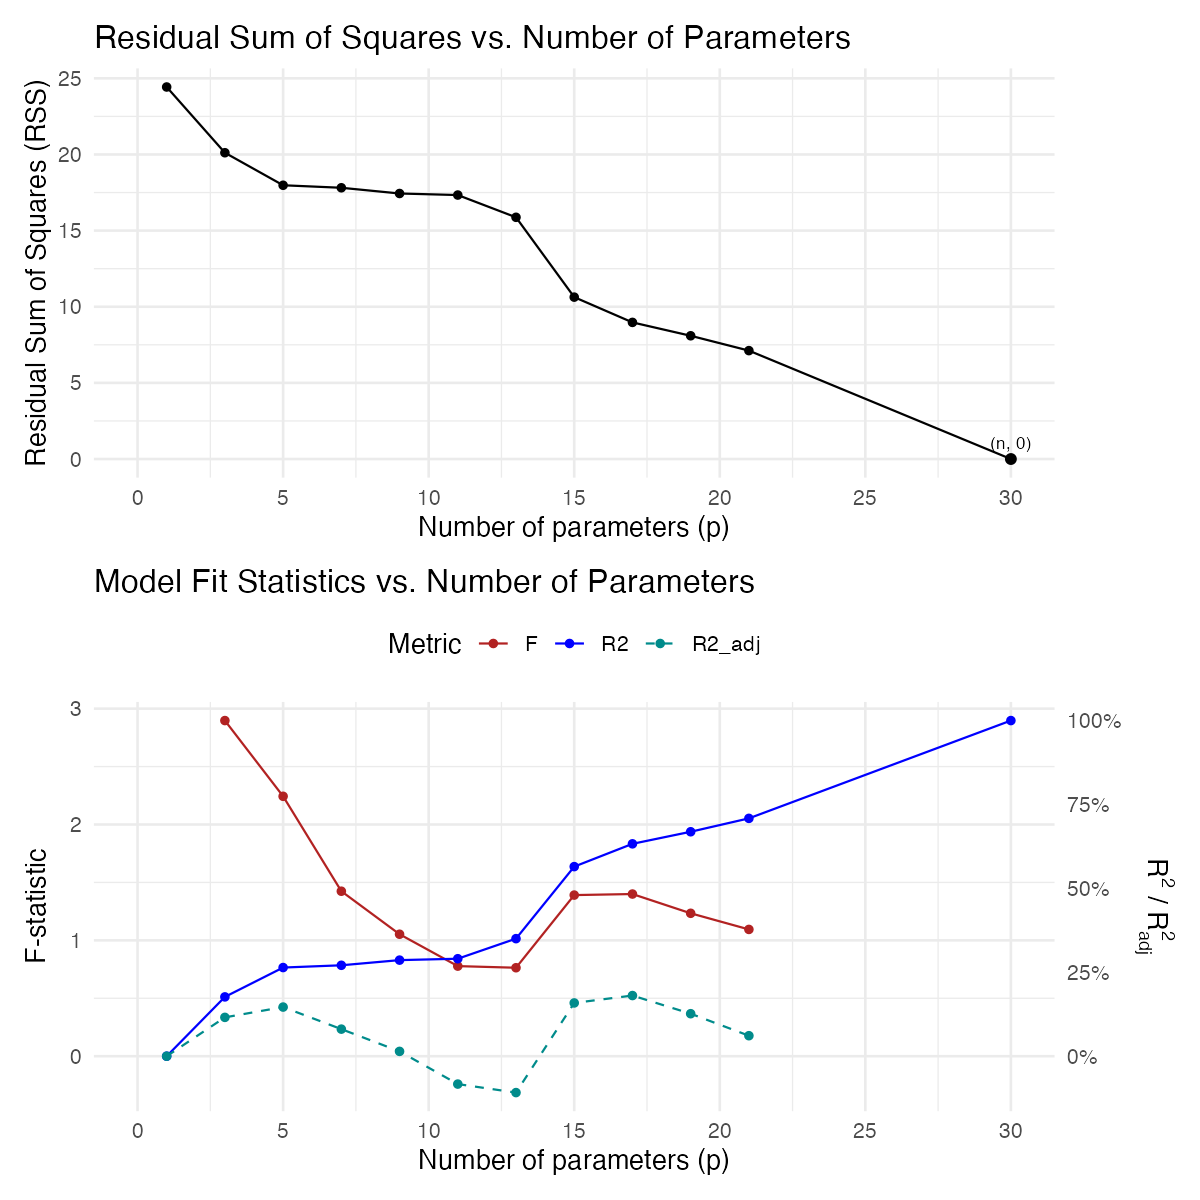 Residual Sum of Squares vs. Number of Parameters
Residual Sum of Squares (RSS)
25
20
15
10
5
0
(n, 0)
0 5 10 15 20 25 30
Number of parameters (p)
Model Fit Statistics vs. Number of Parameters
Metric F R2 R2_adj
F-statistic
3
2
1
0
100%
75%
50%
25%
0%
R² / R²adj
0 5 10 15 20 25 30
Number of parameters (p)